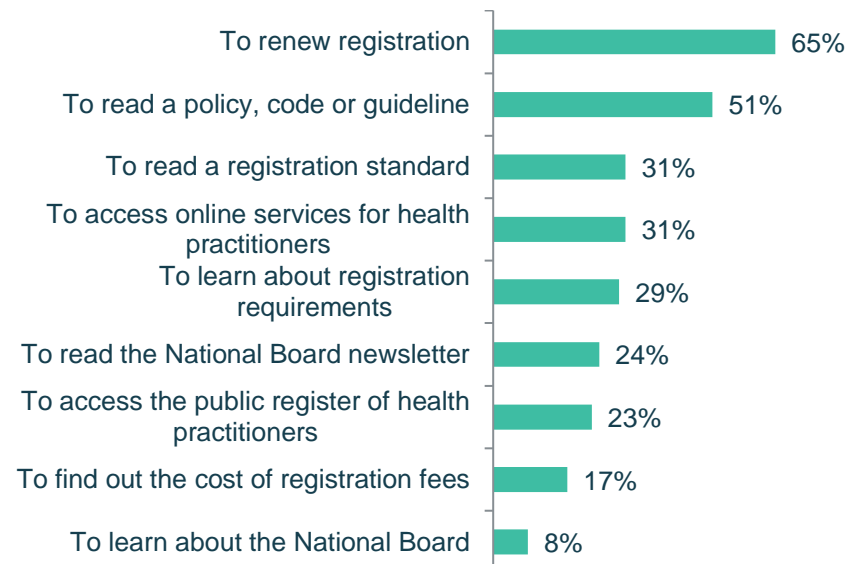 To renew registration 65%
To read a policy, code or guideline 51%
To read a registration standard 31%
To access online services for health
practitioners 31%
To learn about registration
requirements 29%
To read the National Board newsletter 24%
To access the public register of health
practitioners 23%
To find out the cost of registration fees 17%
To learn about the National Board 8%